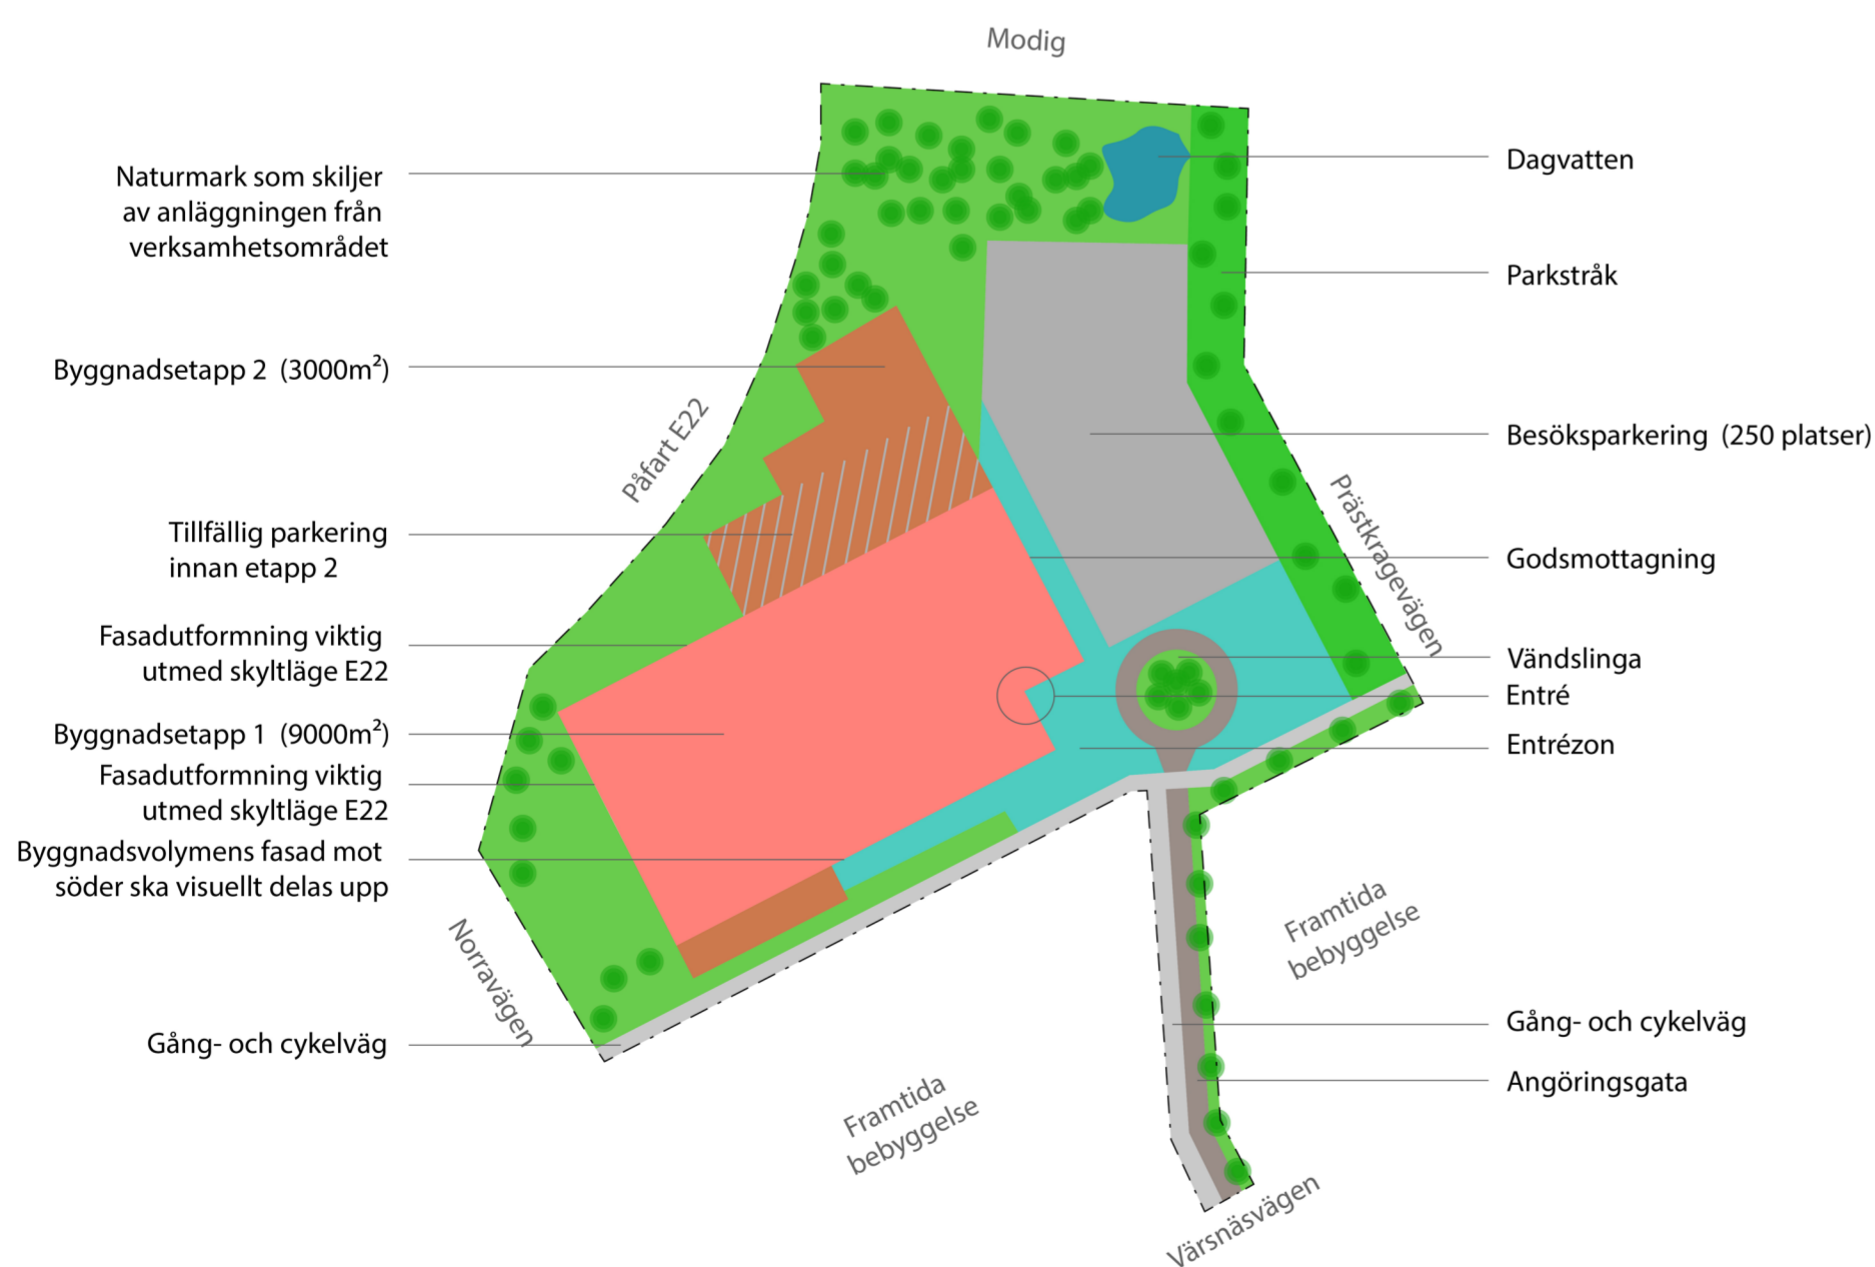 Modig
Naturmark som skiljer
av anläggningen från
verksamhetsområdet
Byggnadsetapp 2 (3000m²)
Påfart E22
Tillfällig parkering
innan etapp 2
Fasadutformning viktig
utmed skyltläge E22
Byggnadsetapp 1 (9000m²)
Fasadutformning viktig
utmed skyltläge E22
Byggnadsvolymens fasad mot
söder ska visuellt delas upp
Norravägen
Gång- och cykelväg
Dagvatten
Parkstråk
Besöksparkering (250 platser)
Prästkragevägen
Godsmottagning
Vändslinga
Entré
Entrézon
Framtida
bebyggelse
Gång- och cykelväg
Angöringsgata
Framtida
bebyggelse
Värsnäsvägen